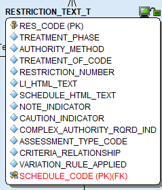 RESTRICTION_TEXT_T
RES_CODE (PK)
TREATMENT_PHASE
AUTHORITY_METHOD
TREATMENT_OF_CODE
RESTRICTION_NUMBER
LI_HTML_TEXT
SCHEDULE_HTML_TEXT
NOTE_INDICATOR
CAUTION_INDICATOR
COMPLEX_AUTHORITY_RQRD_IND
ASSESSMENT_TYPE_CODE
CRITERIA_RELATIONSHIP
VARIATION_RULE_APPLIED
SCHEDULE_CODE (PK)(FK)